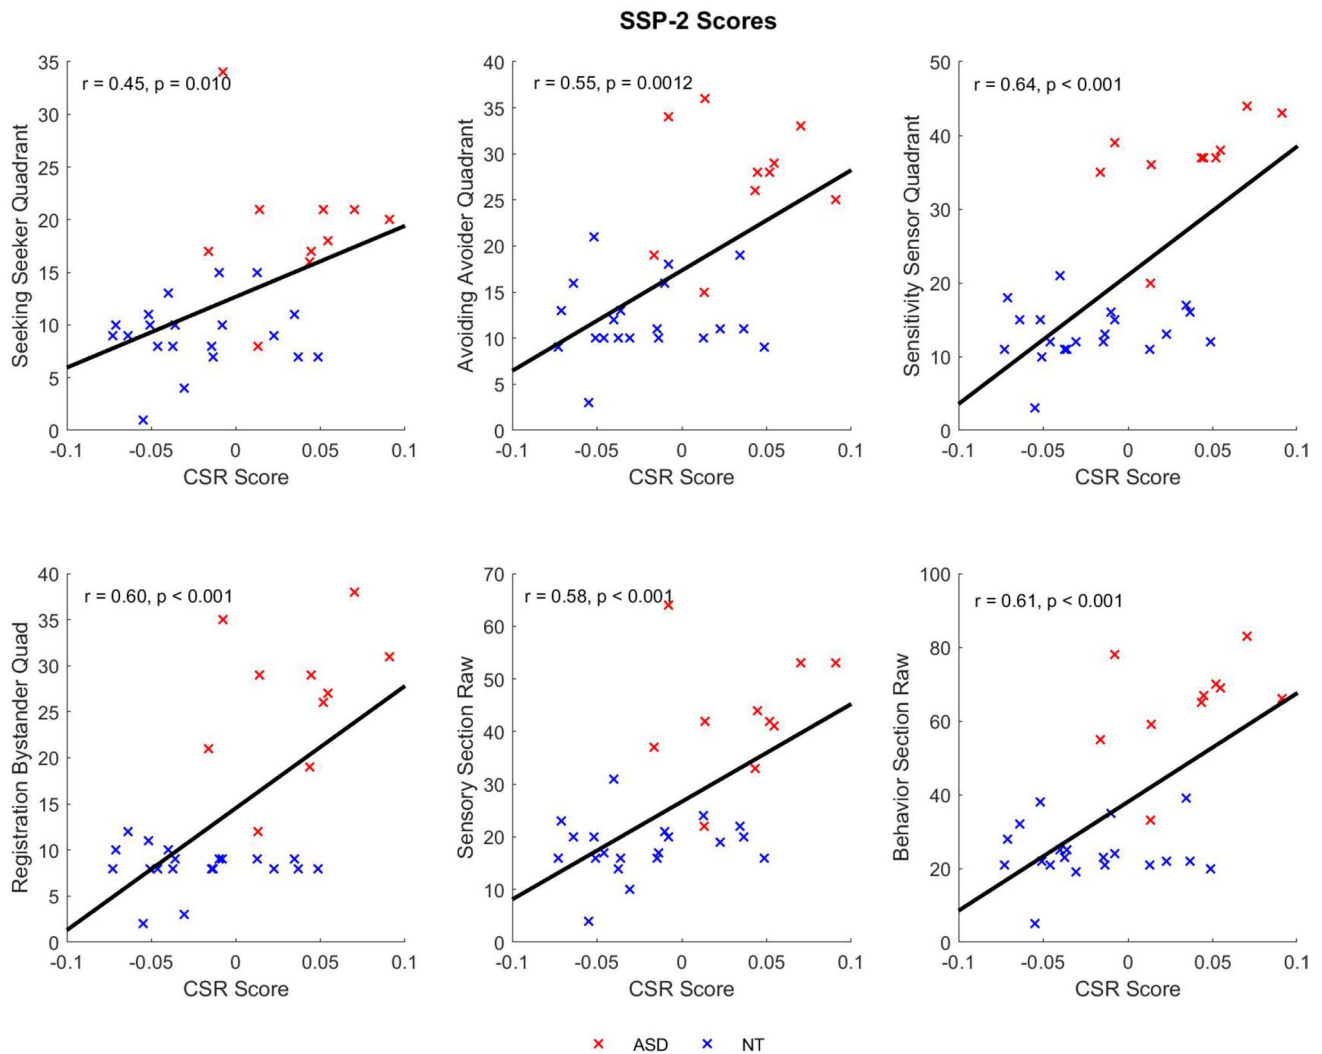 SSP-2 Scores
r = 0.45, p = 0.010
Seeking Seeker Quadrant
35
30
25
20
15
10
5
0
-0.1 -0.05 0 0.05 0.1
CSR Score
r = 0.55, p = 0.0012
Avoiding Avoider Quadrant
40
35
30
25
20
15
10
5
0
-0.1 -0.05 0 0.05 0.1
CSR Score
r = 0.64, p < 0.001
Sensitivity Sensor Quadrant
50
40
30
20
10
0
-0.1 -0.05 0 0.05 0.1
CSR Score
r = 0.60, p < 0.001
Registration Bystander Quad
40
35
30
25
20
15
10
5
0
-0.1 -0.05 0 0.05 0.1
CSR Score
r = 0.58, p < 0.001
Sensory Section Raw
70
60
50
40
30
20
10
0
-0.1 -0.05 0 0.05 0.1
CSR Score
r = 0.61, p < 0.001
Behavior Section Raw
100
80
60
40
20
0
-0.1 -0.05 0 0.05 0.1
CSR Score
ASD NT